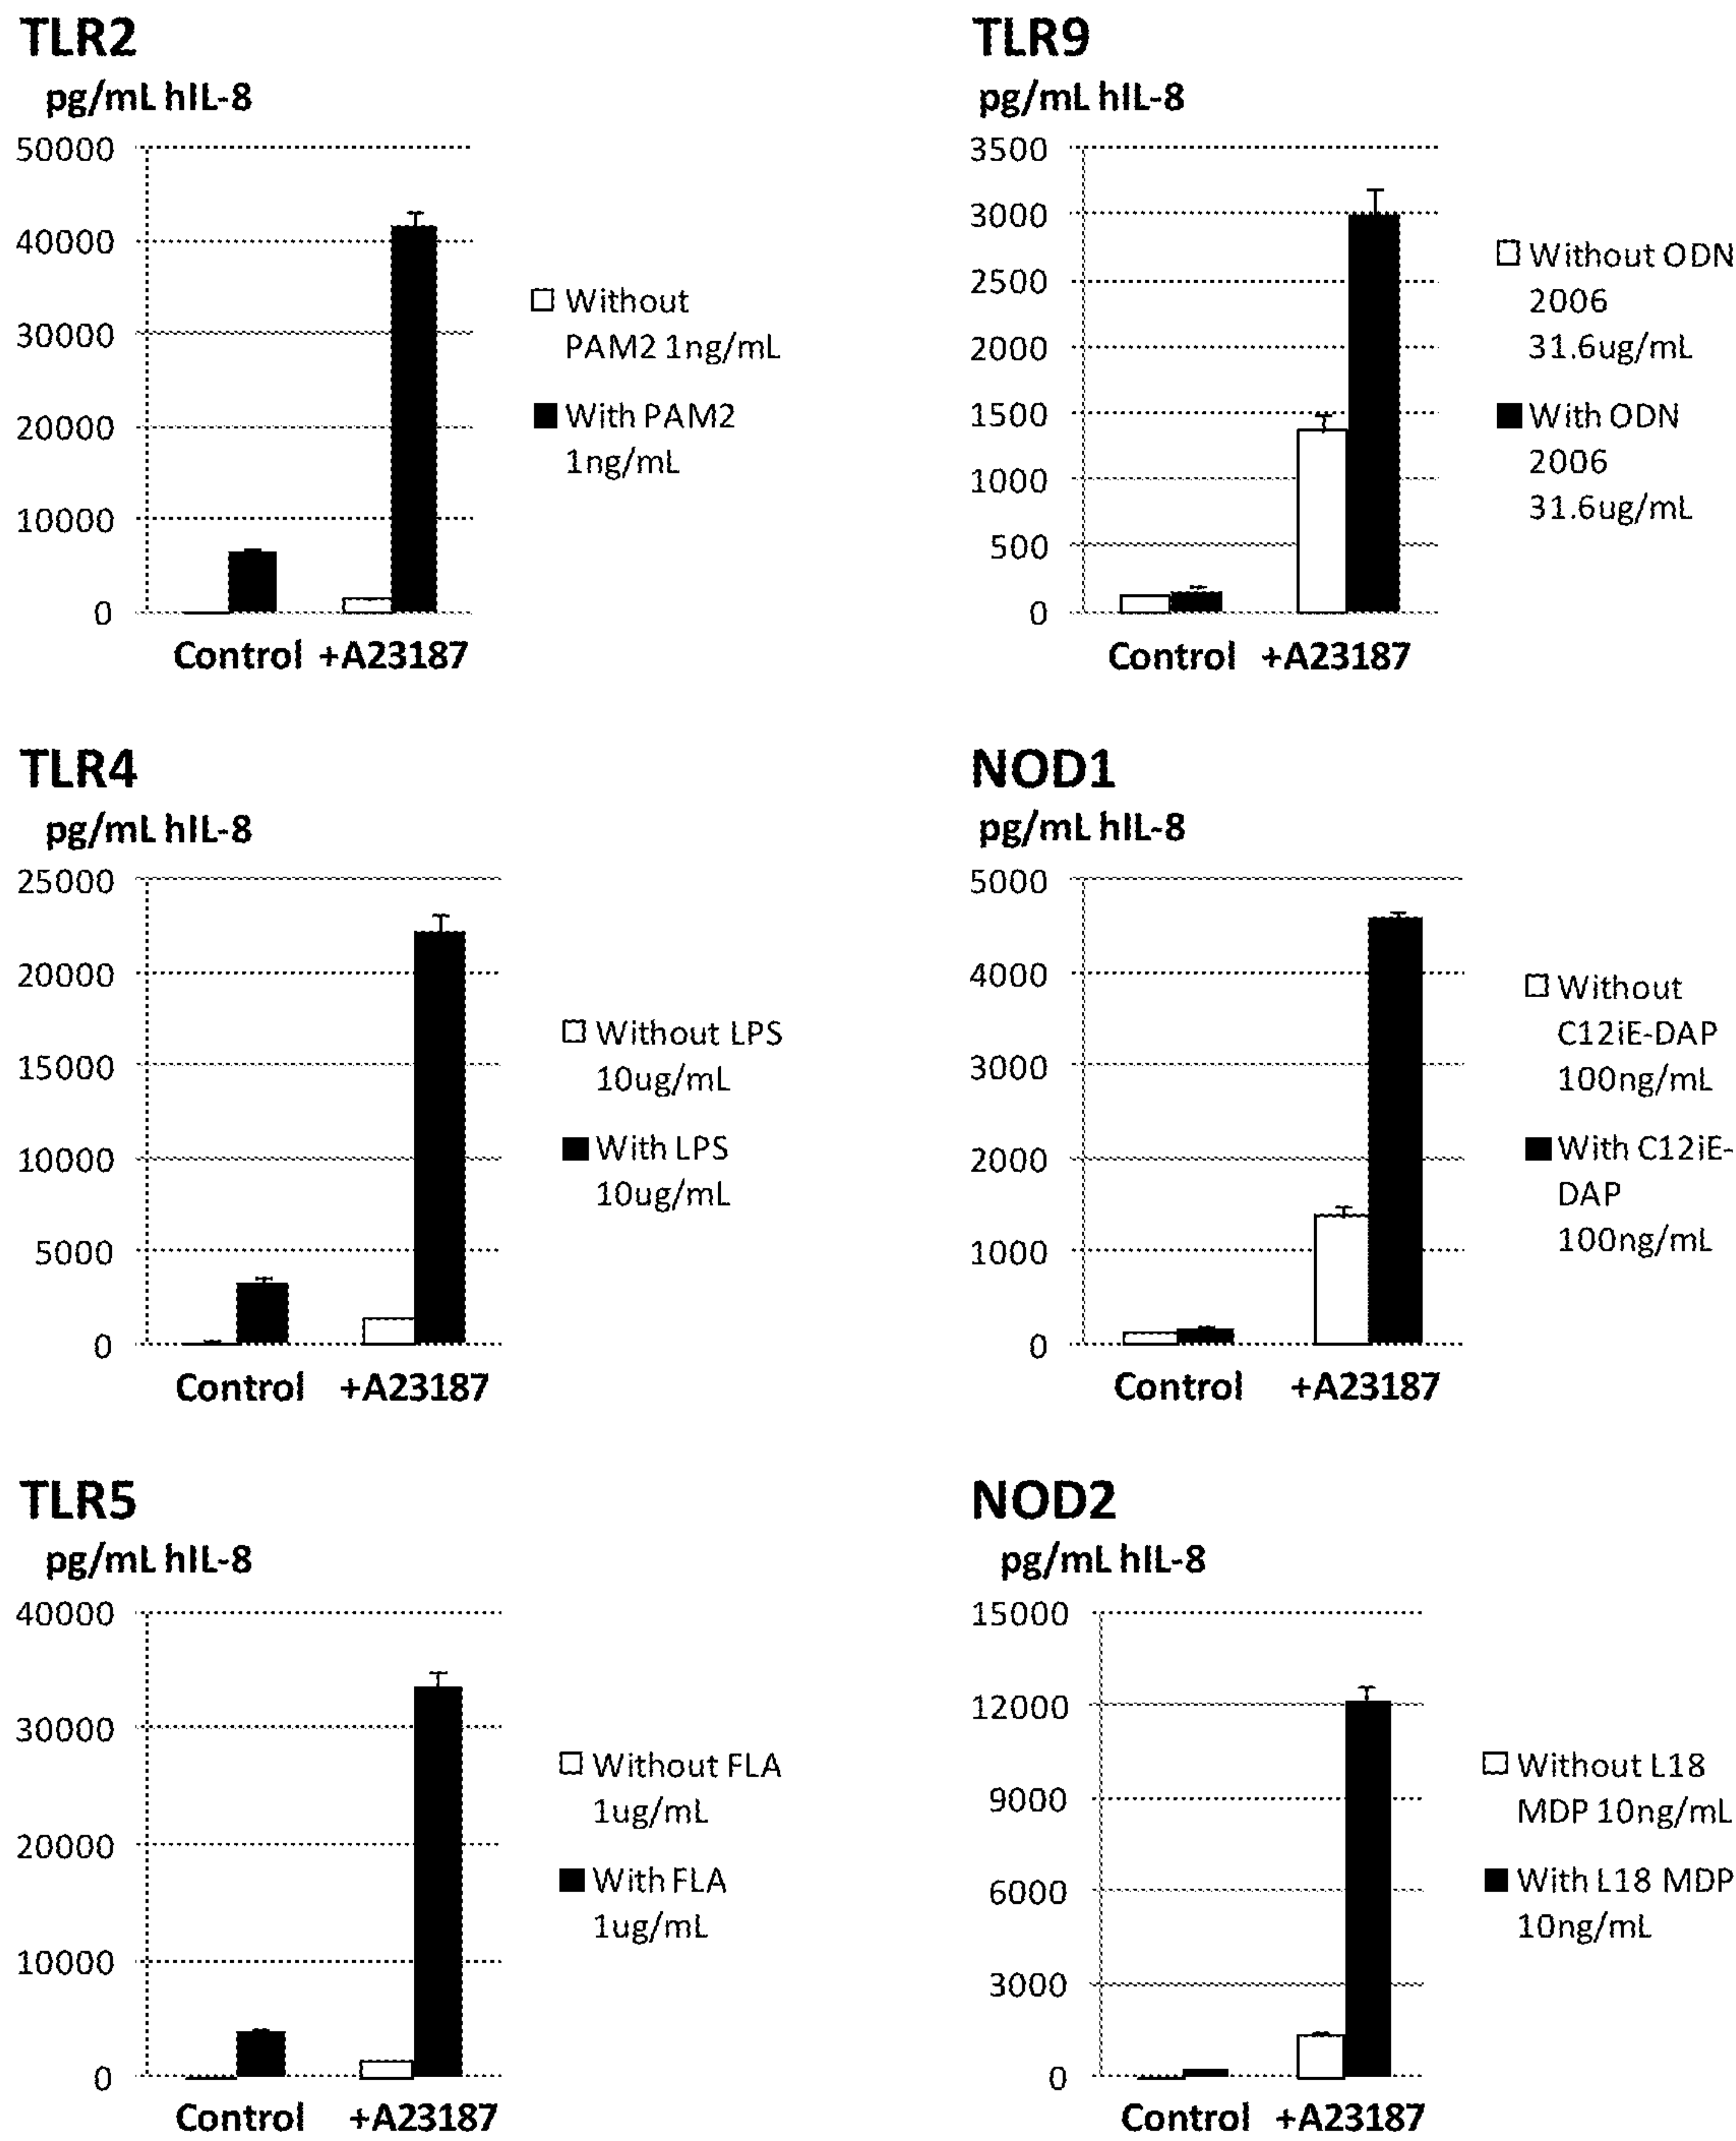 TLR2
pg/mL hIL-8
50000
40000
30000
20000
10000
0
Control +A23187
Without
PAM2 1ng/mL
With PAM2
1ng/mL
TLR9
pg/mL hIL-8
3500
3000
2500
2000
1500
1000
500
0
Control +A23187
Without ODN
2006
31.6ug/mL
With ODN
2006
31.6ug/mL
TLR4
pg/mL hIL-8
25000
20000
15000
10000
5000
0
Control +A23187
Without LPS
10ug/mL
With LPS
10ug/mL
NOD1
pg/mL hIL-8
5000
4000
3000
2000
1000
0
Control +A23187
Without
C12iE-DAP
100ng/mL
With C12iE-
DAP
100ng/mL
TLR5
pg/mL hIL-8
40000
30000
20000
10000
0
Control +A23187
Without FLA
1ug/mL
With FLA
1ug/mL
NOD2
pg/mL hIL-8
15000
12000
9000
6000
3000
0
Control +A23187
Without L18
MDP 10ng/mL
With L18 MDP
10ng/mL